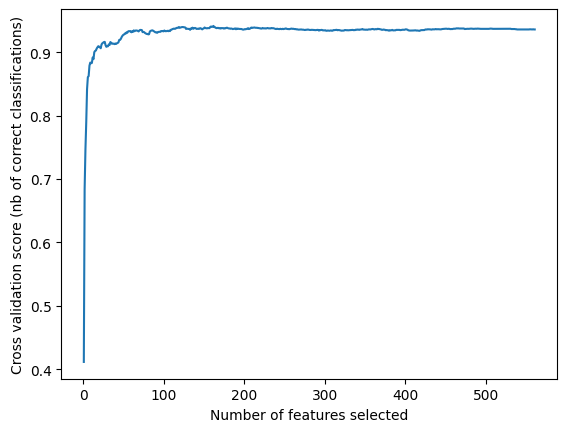 Cross validation score (nb of correct classifications)
0.9
0.8
0.7
0.6
0.5
0.4
0 100 200 300 400 500
Number of features selected